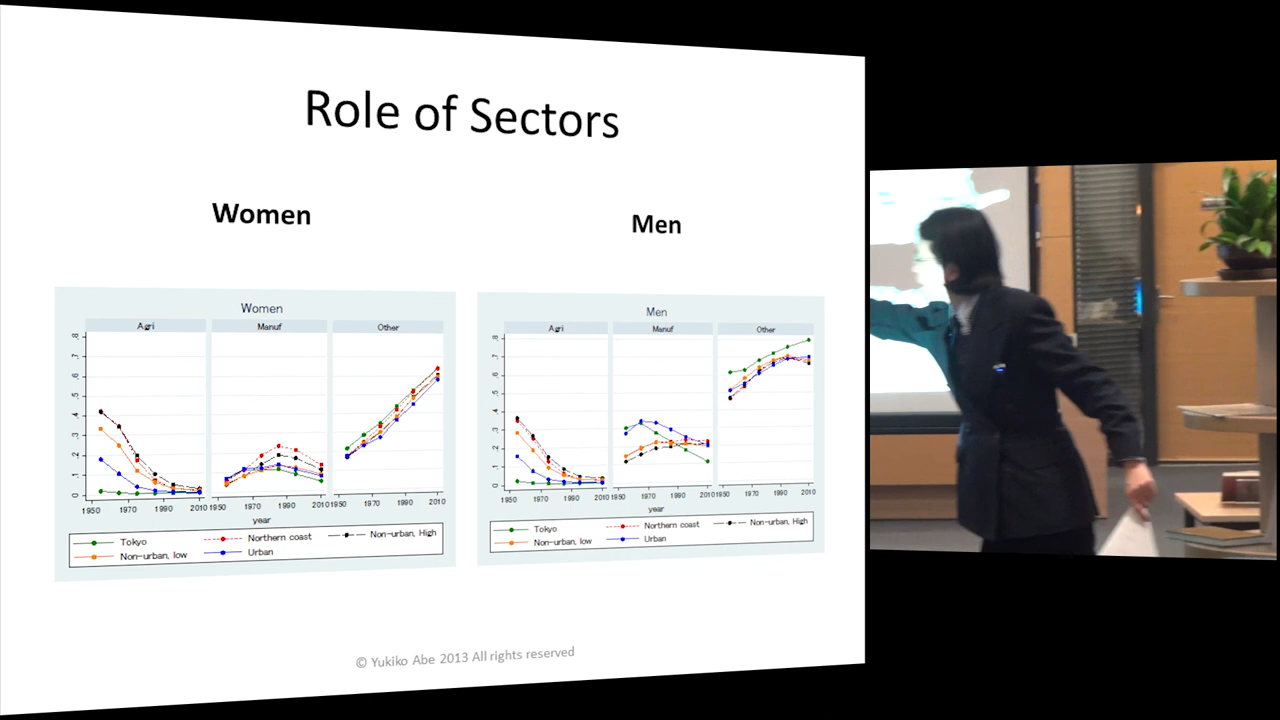 Role of Sectors
Women
Men
Women
Agri
Manuf
Other
.8
.6
.5
.4
.3
.2
.1
0
1950
1970
1990
2010
1950
1970
1990
2010
1950
1970
1990
2010
year
Tokyo
Northern coast
Non-urban, High
Non-urban, low
Urban
Men
Agri
Manuf
Other
.8
.7
.6
.5
.4
.3
.2
.1
0
1950
1970
1990
2010
1950
1970
1990
2010
1950
1970
1990
2010
year
Tokyo
Northern coast
Non-urban, High
Non-urban, low
Urban
© Yukiko Abe 2013 All rights reserved